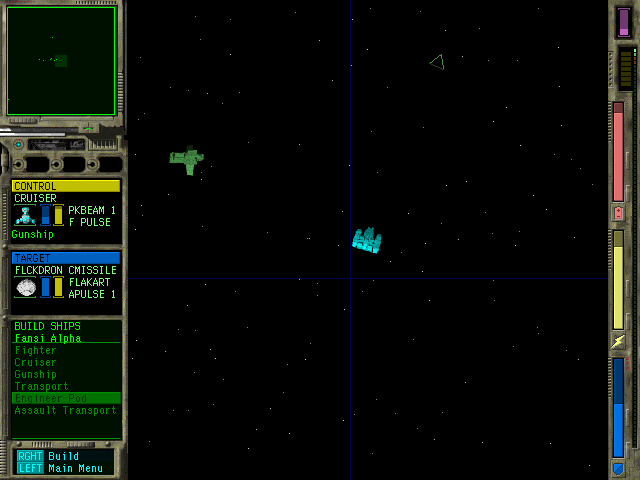 CONTROL
CRUISER
PKBEAM 1
F PULSE
Gunship
TARGET
FLCKDRON CMISSILE
FLAKART
APULSE 1
BUILD SHIPS
Fansi Alpha
Fighter
Cruiser
Gunship
Transport
Engineer Pod
Assault Transport
RGHT Build
LEFT Main Menu